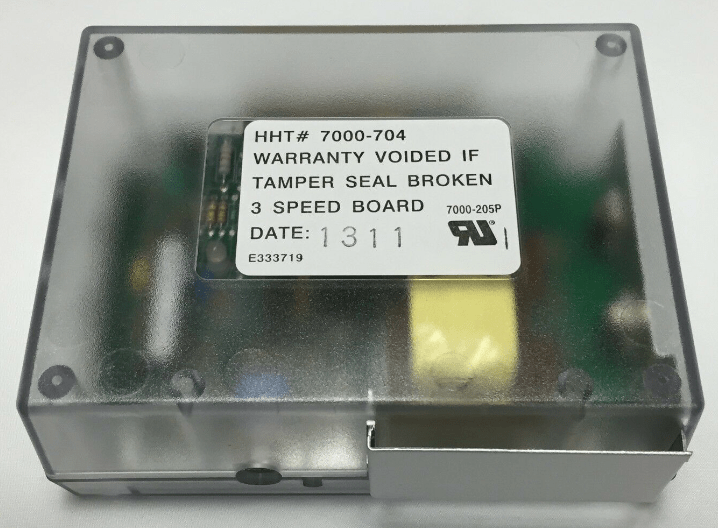 HHT# 7000-704
WARRANTY VOIDED IF
TAMPER SEAL BROKEN
3 SPEED BOARD 7000-205P
DATE: 1311
E333719